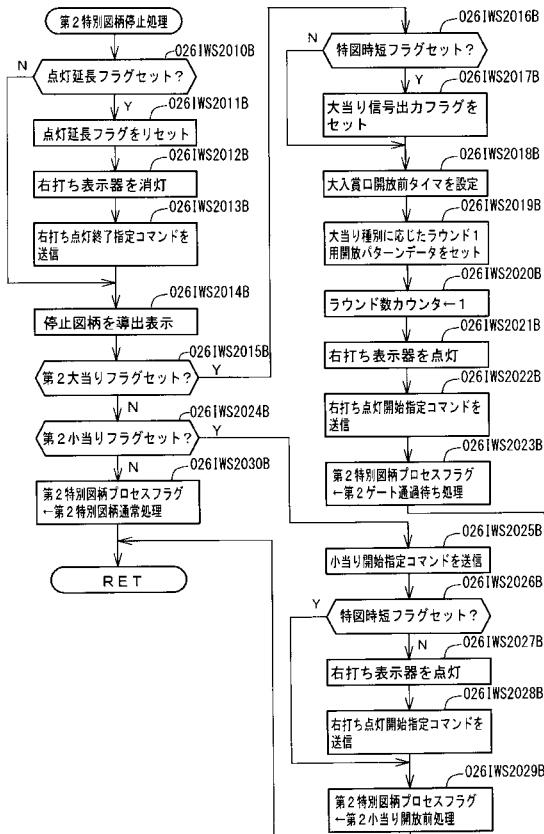 第2特別図柄停止処理
026IWS2010B
点灯延長フラグセット?
N
Y
026IWS2011B
点灯延長フラグをリセット
026IWS2012B
右打ち表示器を消灯
026IWS2013B
右打ち点灯終了指定コマンドを
送信
026IWS2014B
停止図柄を導出表示
026IWS2015B
第2大当りフラグセット?
Y
N
026IWS2024B
第2小当りフラグセット?
Y
N
026IWS2030B
第2特別図柄プロセスフラグ
←第2特別図柄通常処理
RET
026IWS2016B
特図時短フラグセット?
N
Y
026IWS2017B
大当り信号出力フラグを
セット
026IWS2018B
大入賞口開放前タイマを設定
026IWS2019B
大当り種別に応じたラウンド1
用開放パターンデータをセット
026IWS2020B
ラウンド数カウンタ←1
026IWS2021B
右打ち表示器を点灯
026IWS2022B
右打ち点灯開始指定コマンドを
送信
026IWS2023B
第2特別図柄プロセスフラグ
←第2ゲート通過待ち処理
026IWS2025B
小当り開始指定コマンドを送信
026IWS2026B
特図時短フラグセット?
Y
N
026IWS2027B
右打ち表示器を点灯
026IWS2028B
右打ち点灯開始指定コマンドを
送信
026IWS2029B
第2特別図柄プロセスフラグ
←第2小当り開放前処理